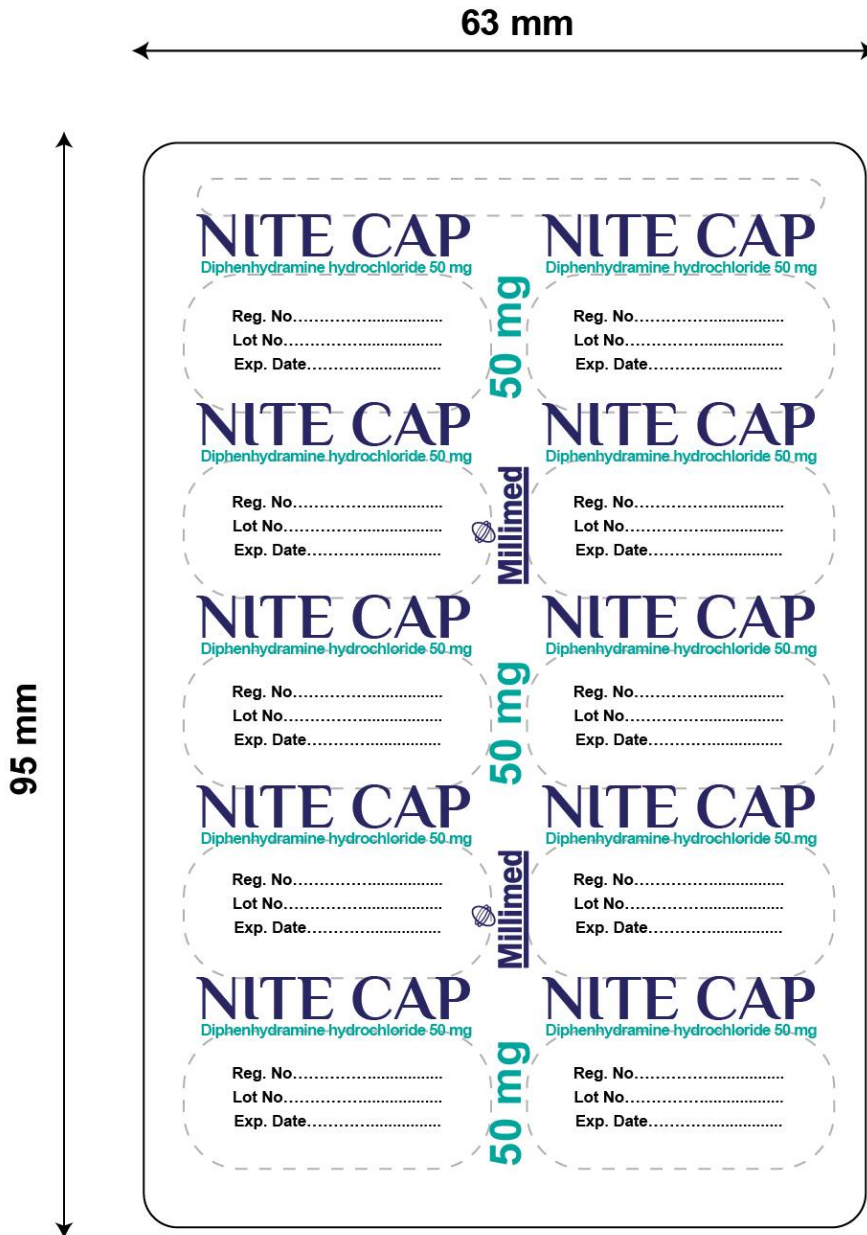 63 mm
95 mm
NITE CAP
Diphenhydramine hydrochloride 50 mg
Reg. No.................................
Lot No.................................
Exp. Date.............................
NITE CAP
Diphenhydramine hydrochloride 50 mg
Reg. No.................................
Lot No.................................
Exp. Date.............................
50 mg
NITE CAP
Diphenhydramine hydrochloride 50 mg
Reg. No.................................
Lot No.................................
Exp. Date.............................
NITE CAP
Diphenhydramine hydrochloride 50 mg
Reg. No.................................
Lot No.................................
Exp. Date.............................
Millimed
NITE CAP
Diphenhydramine hydrochloride 50 mg
Reg. No.................................
Lot No.................................
Exp. Date.............................
NITE CAP
Diphenhydramine hydrochloride 50 mg
Reg. No.................................
Lot No.................................
Exp. Date.............................
50 mg
NITE CAP
Diphenhydramine hydrochloride 50 mg
Reg. No.................................
Lot No.................................
Exp. Date.............................
NITE CAP
Diphenhydramine hydrochloride 50 mg
Reg. No.................................
Lot No.................................
Exp. Date.............................
Millimed
NITE CAP
Diphenhydramine hydrochloride 50 mg
Reg. No.................................
Lot No.................................
Exp. Date.............................
NITE CAP
Diphenhydramine hydrochloride 50 mg
Reg. No.................................
Lot No.................................
Exp. Date.............................
50 mg